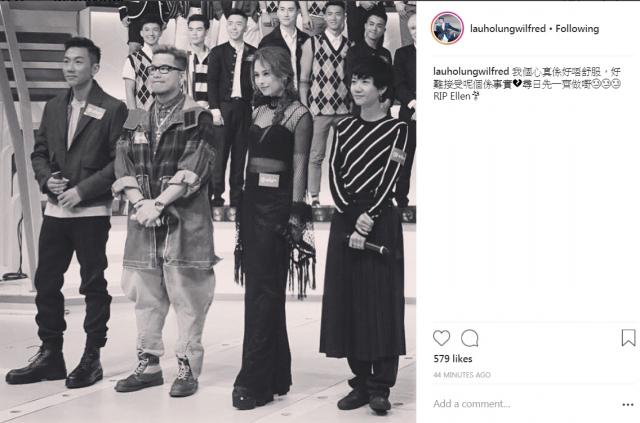 lauholungwilfred • Following
lauholungwilfred 我個心真係好唔舒服，好
難接受呢個係事實💔尋日先一齊做嘢😢😢😢
RIP Ellen🌹
579 likes
44 MINUTES AGO
Add a comment...